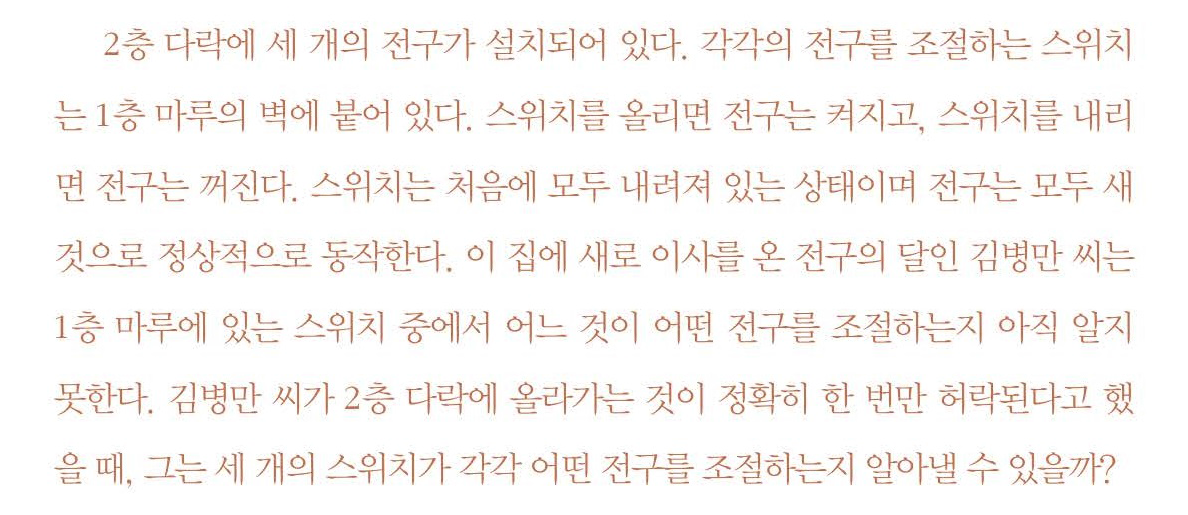 2층 다락에 세 개의 전구가 설치되어 있다. 각각의 전구를 조절하는 스위치
는 1층 마루의 벽에 붙어 있다. 스위치를 올리면 전구는 켜지고, 스위치를 내리
면 전구는 꺼진다. 스위치는 처음에 모두 내려져 있는 상태이며 전구는 모두 새
것으로 정상적으로 동작한다. 이 집에 새로 이사를 온 전구의 달인 김병만 씨는
1층 마루에 있는 스위치 중에서 어느 것이 어떤 전구를 조절하는지 아직 알지
못한다. 김병만 씨가 2층 다락에 올라가는 것이 정확히 한 번만 허락된다고 했
을 때, 그는 세 개의 스위치가 각각 어떤 전구를 조절하는지 알아낼 수 있을까?